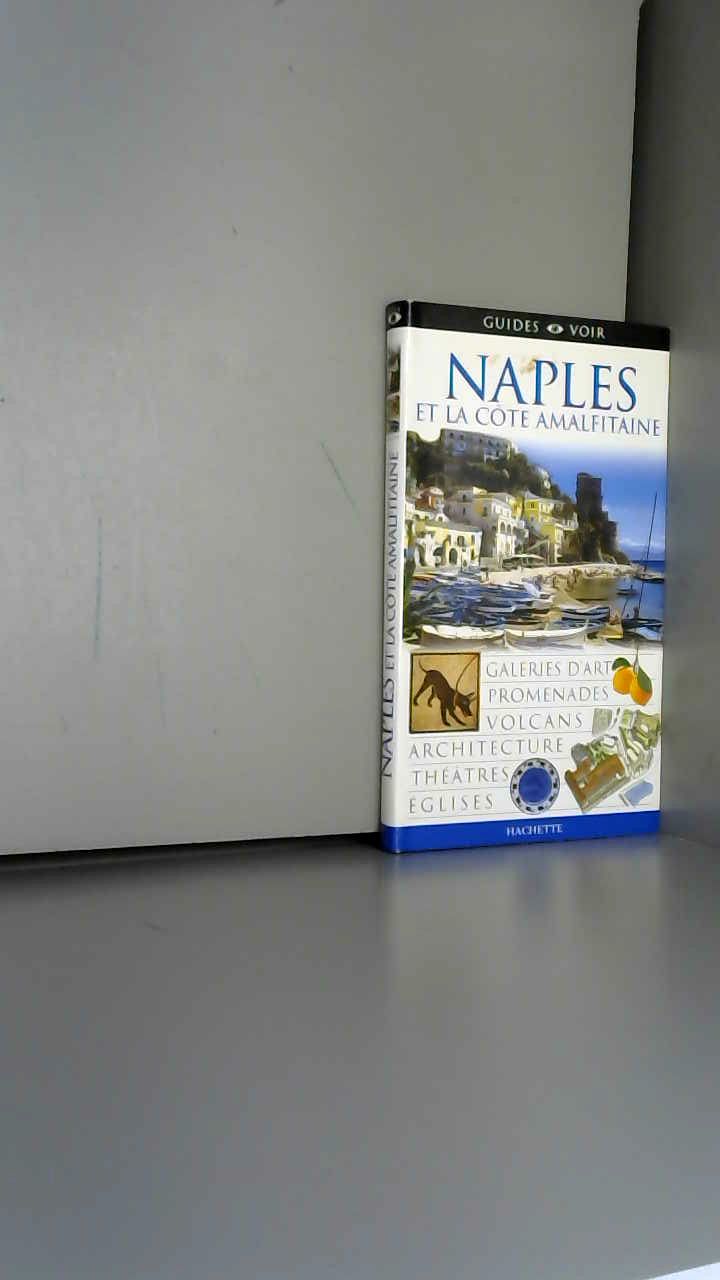 GUIDES VOIR
NAPLES
ET LA CÔTE AMALFITAINE
GALERIES D'ART
PROMENADES
VOLCANS
ARCHITECTURE
THÉÂTRES
ÉGLISES
HACHETTE
NAPLES ET LA CÔTE AMALFITAINE